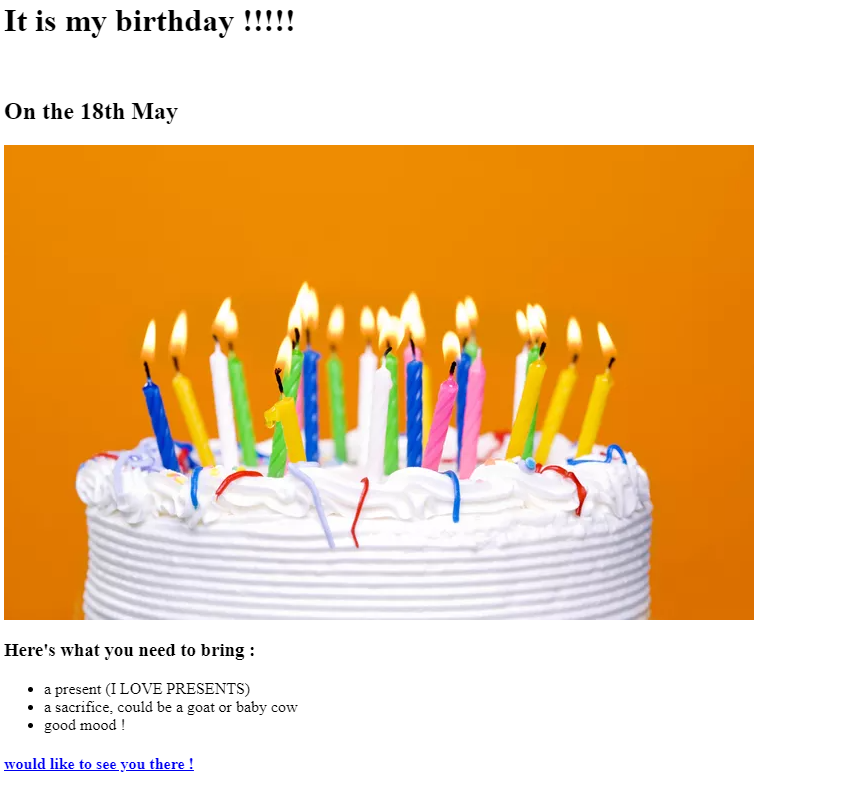 It is my birthday !!!!!
On the 18th May
Here's what you need to bring :
a present (I LOVE PRESENTS)
a sacrifice, could be a goat or baby cow
good mood !
would like to see you there !